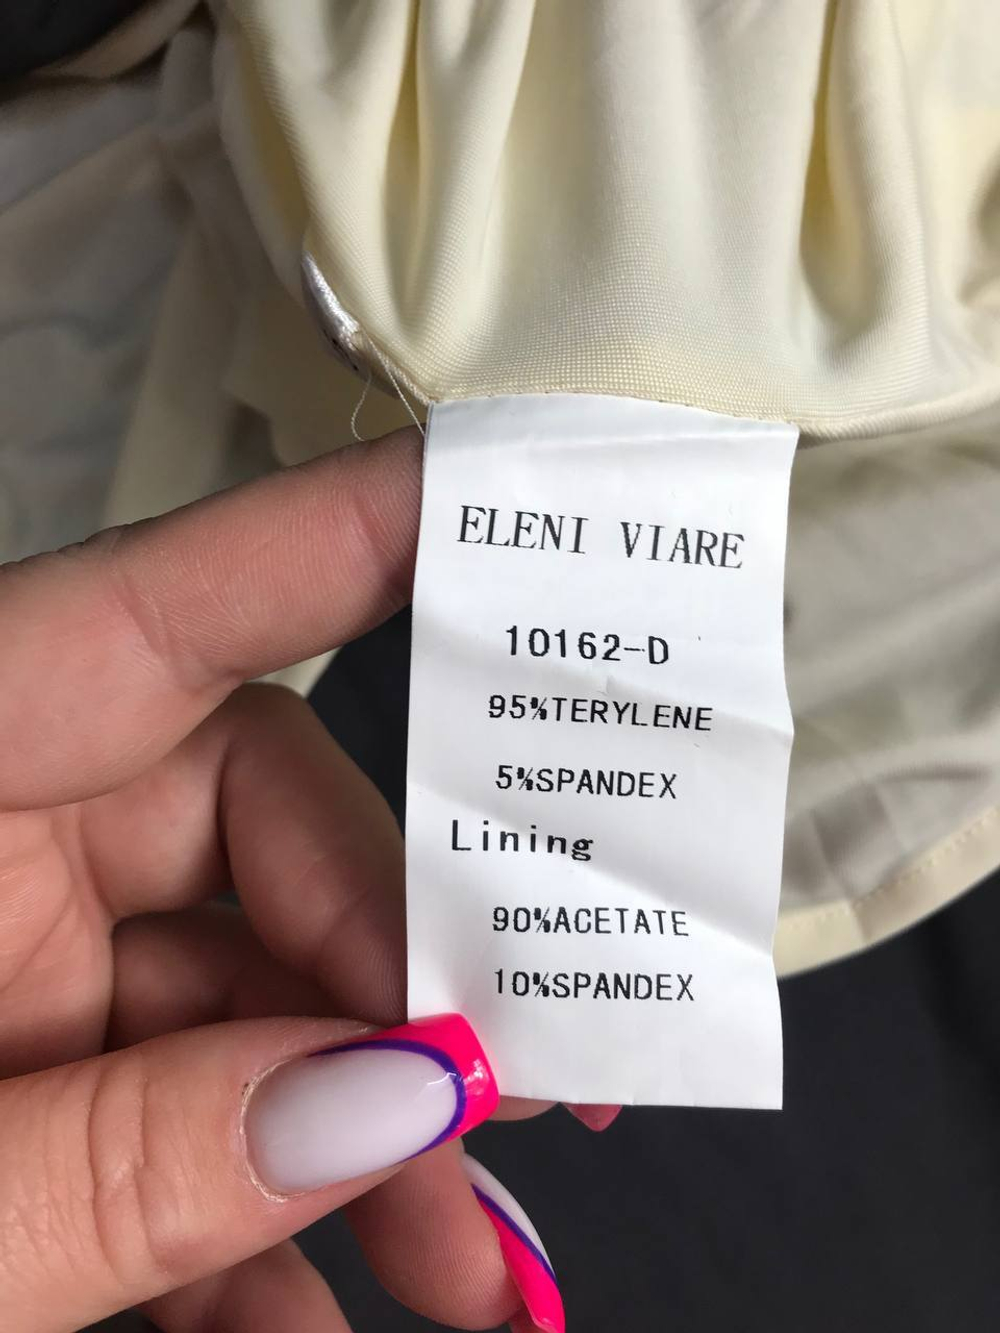 ELENI VIARE
10162-D
95%TERYLENE
5%SPANDEX
Lining
90%ACETATE
10%SPANDEX